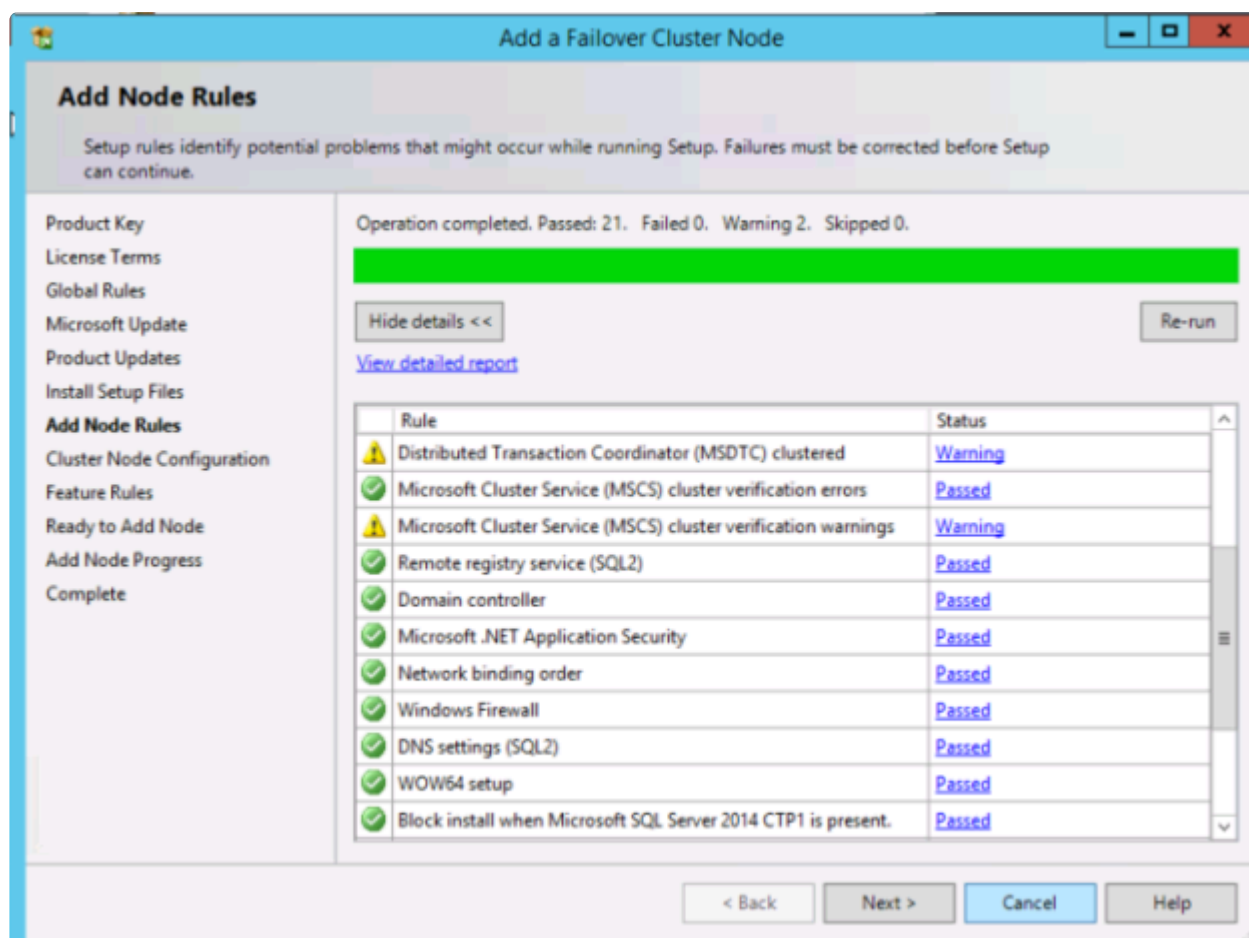 Add a Failover Cluster Node
Add Node Rules
Setup rules identify potential problems that might occur while running Setup. Failures must be corrected before Setup
can continue.
Product Key
License Terms
Global Rules
Microsoft Update
Product Updates
Install Setup Files
Add Node Rules
Cluster Node Configuration
Feature Rules
Ready to Add Node
Add Node Progress
Complete
Operation completed. Passed: 21. Failed 0. Warning 2. Skipped 0.
Hide details << Re-run
View detailed report
Rule Status
Distributed Transaction Coordinator (MSDTC) clustered Warning
Microsoft Cluster Service (MSCS) cluster verification errors Passed
Microsoft Cluster Service (MSCS) cluster verification warnings Warning
Remote registry service (SQL2) Passed
Domain controller Passed
Microsoft .NET Application Security Passed
Network binding order Passed
Windows Firewall Passed
DNS settings (SQL2) Passed
WOW64 setup Passed
Block install when Microsoft SQL Server 2014 CTP1 is present. Passed
< Back Next > Cancel Help